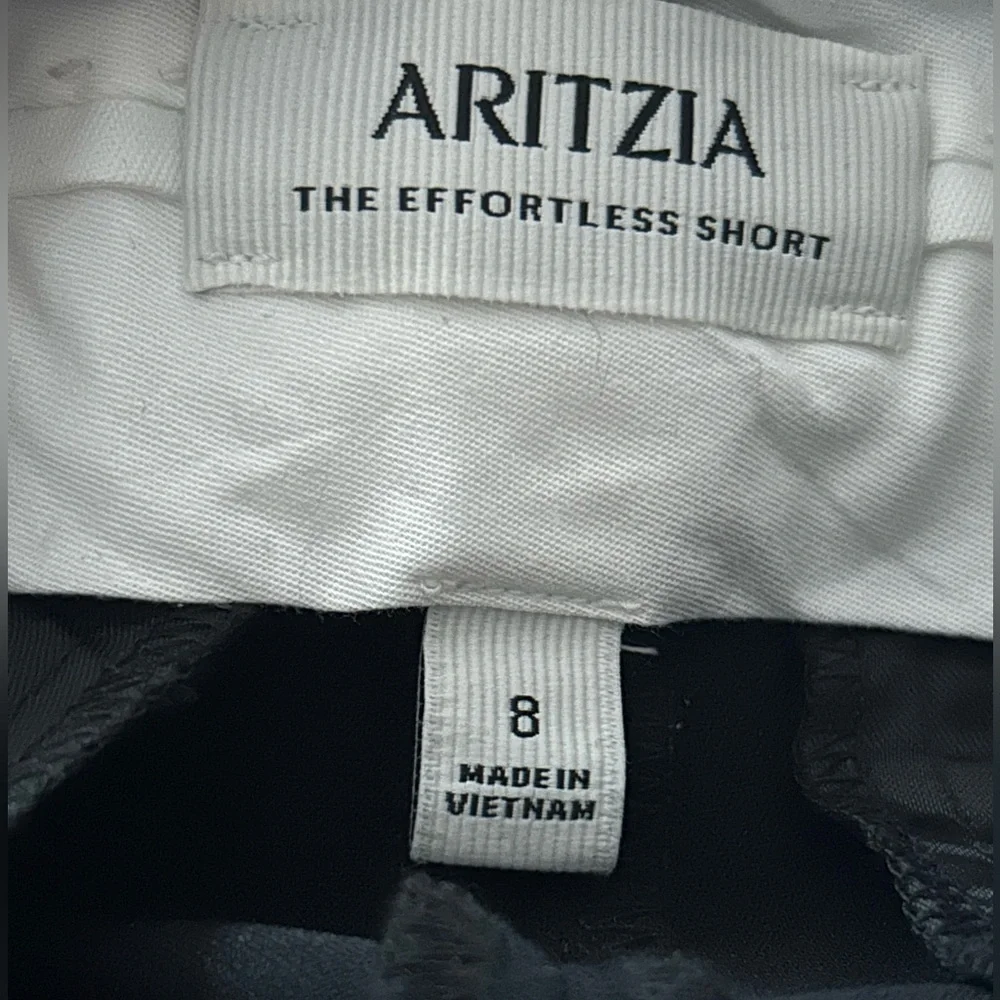 ARITZIA
THE EFFORTLESS SHORT
8
MADE IN
VIETNAM